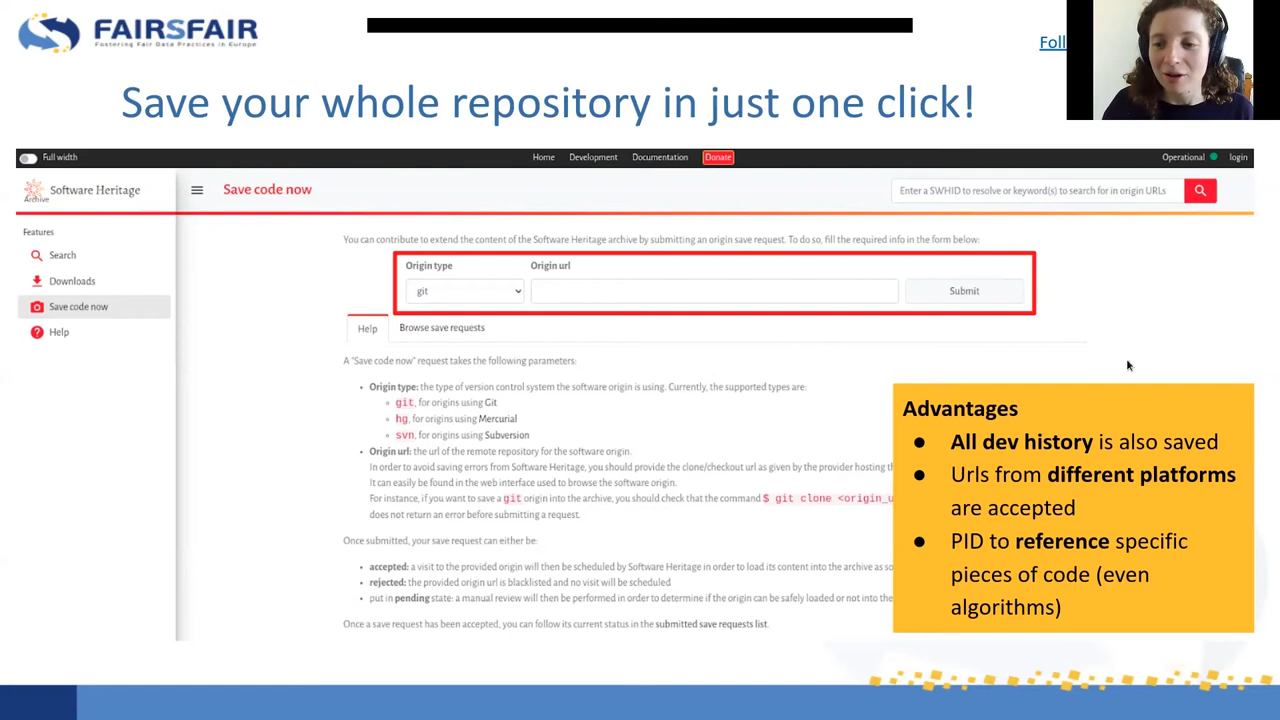 FAIRSFAIR
Fostering Fair Data Practices in Europe
Foll
Save your whole repository in just one click!
Full width
Home Development Documentation Donate
Operational login
Software Heritage
Archive
Save code now
Enter a SWHID to resolve or keyword(s) to search for in origin URLs
Features
Search
Downloads
Save code now
Help
You can contribute to extend the content of the Software Heritage archive by submitting an origin save request. To do so, fill the required info in the form below:
Origin type Origin url
git Submit
Help Browse save requests
A "Save code now" request takes the following parameters:
Origin type: the type of version control system the software origin is using. Currently, the supported types are:
git, for origins using Git
hg, for origins using Mercurial
svn, for origins using Subversion
Origin url: the url of the remote repository for the software origin.
In order to avoid saving errors from Software Heritage, you should provide the clone/checkout url as given by the provider hosting th
It can easily be found in the web interface used to browse the software origin.
For instance, if you want to save a git origin into the archive, you should check that the command $ git clone <origin_u
does not return an error before submitting a request.
Once submitted, your save request can either be:
accepted: a visit to the provided origin will then be scheduled by Software Heritage in order to load its content into the archive as so
rejected: the provided origin url is blacklisted and no visit will be scheduled
put in pending state: a manual review will then be performed in order to determine if the origin can be safely loaded or not into the
Once a save request has been accepted, you can follow its current status in the submitted save requests list.
Advantages
● All dev history is also saved
● Urls from different platforms
are accepted
● PID to reference specific
pieces of code (even
algorithms)